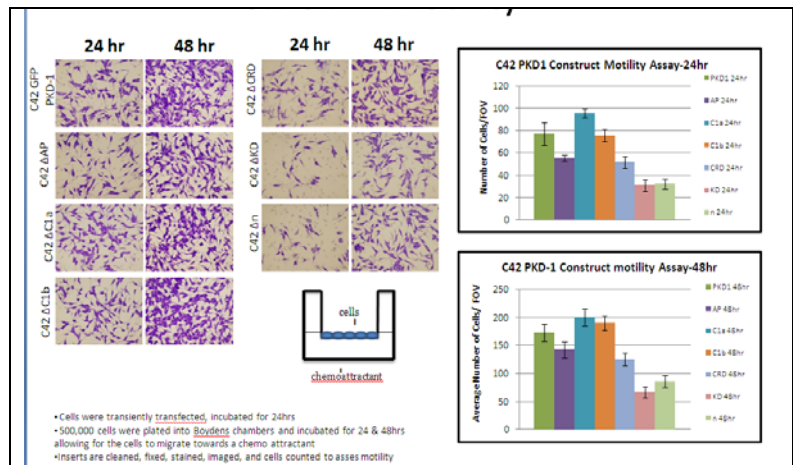 24 hr
48 hr
24 hr
48 hr
C42 GFP
PKD-1
C42 ΔAP
C42 ΔC1a
C42 ΔC1b
C42 ΔCRD
C42 ΔKD
C42 Δn
cells
chemoattractant
• Cells were transiently transfected, incubated for 24hrs
• 500,000 cells were plated into Boydens chambers and incubated for 24 & 48hrs
allowing for the cells to migrate towards a chemo attractant
• Inserts are cleaned, fixed, stained, imaged, and cells counted to asses motility
C42 PKD1 Construct Motility Assay-24hr
Number of Cells/FOV
120
100
80
60
40
20
0
PKD1 24hr
AP 24hr
C1a 24hr
C1b 24hr
CRD 24hr
KD 24hr
n 24hr
C42 PKD-1 Construct motility Assay-48hr
Average Number of Cells/ FOV
250
200
150
100
50
0
PKD1 48hr
AP 48hr
C1a 48hr
C1b 48hr
CRD 48hr
KD 48hr
n 48hr